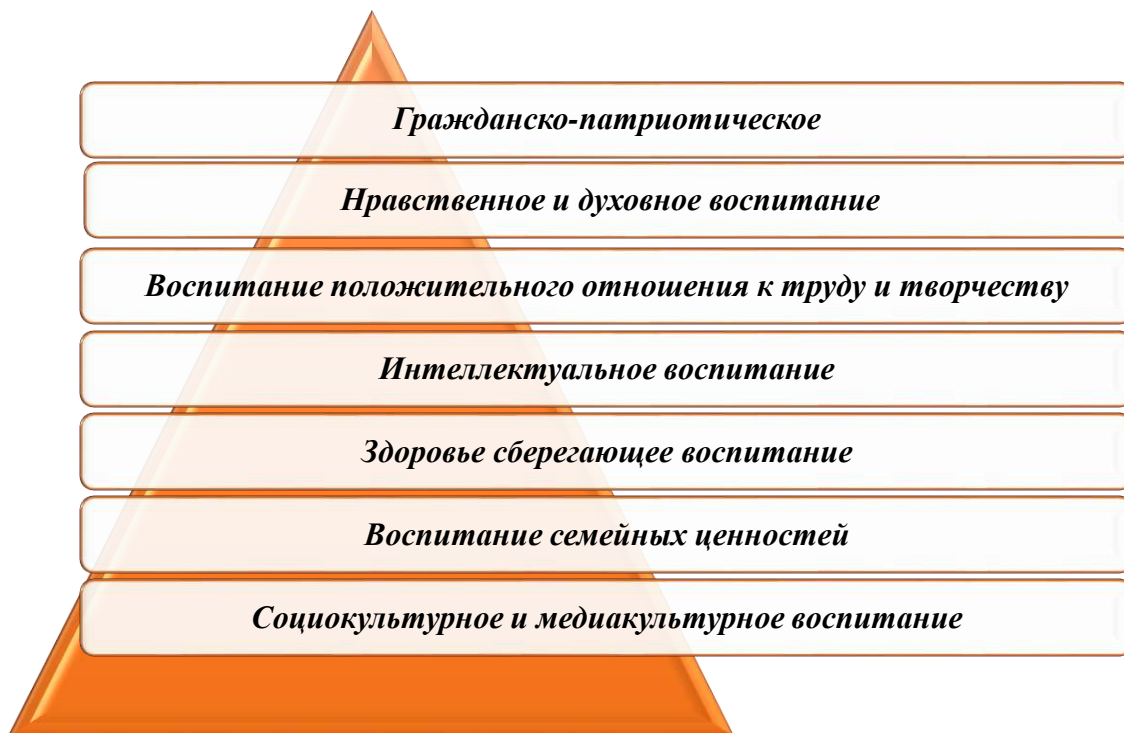 Гражданско-патриотическое
Нравственное и духовное воспитание
Воспитание положительного отношения к труду и творчеству
Интеллектуальное воспитание
Здоровье сберегающее воспитание
Воспитание семейных ценностей
Социокультурное и медиакультурное воспитание